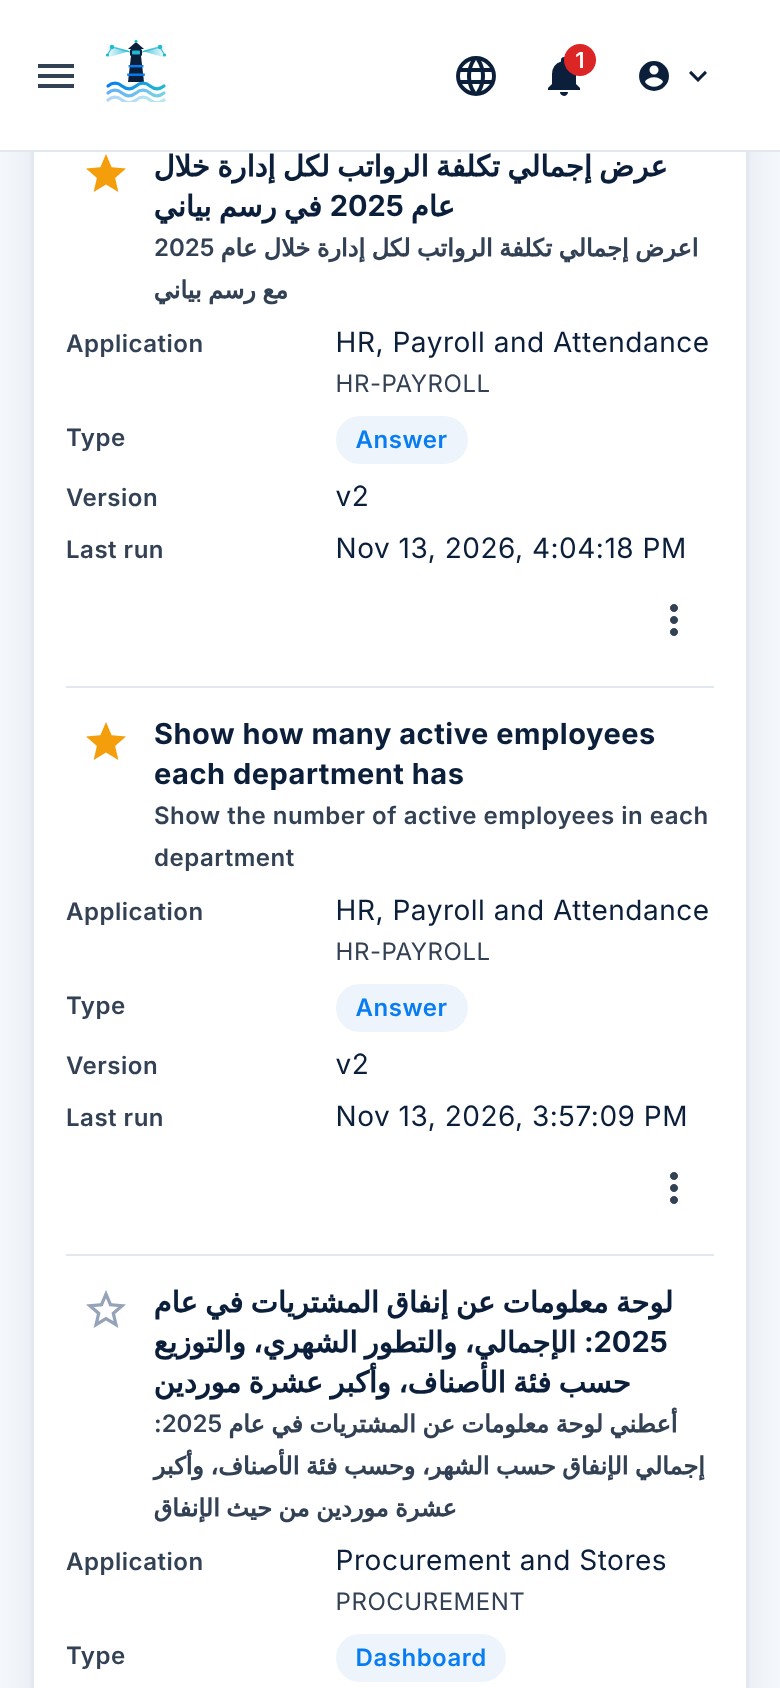 1
عرض إجمالي تكلفة الرواتب لكل إدارة خلال
عام 2025 في رسم بياني
اعرض إجمالي تكلفة الرواتب لكل إدارة خلال عام 2025
مع رسم بياني
Application
HR, Payroll and Attendance
HR-PAYROLL
Type
Answer
Version
v2
Last run
Nov 13, 2026, 4:04:18 PM
Show how many active employees
each department has
Show the number of active employees in each
department
Application
HR, Payroll and Attendance
HR-PAYROLL
Type
Answer
Version
v2
Last run
Nov 13, 2026, 3:57:09 PM
لوحة معلومات عن إنفاق المشتريات في عام
2025: الإجمالي، والتطور الشهري، والتوزيع
حسب فئة الأصناف، وأكبر عشرة موردين
أعطني لوحة معلومات عن المشتريات في عام 2025:
إجمالي الإنفاق حسب الشهر، وحسب فئة الأصناف، وأكبر
عشرة موردين من حيث الإنفاق
Application
Procurement and Stores
PROCUREMENT
Type
Dashboard